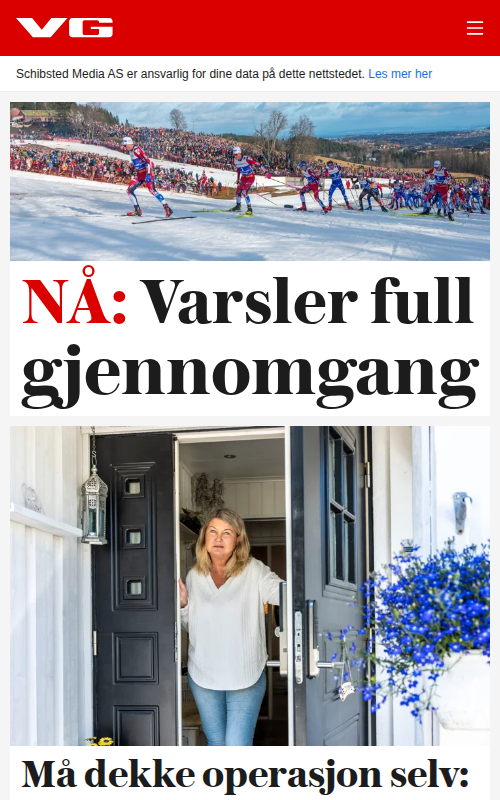 VG
Schibsted Media AS er ansvarlig for dine data på dette nettstedet. Les mer her
NÅ: Varsler full
gjennomgang
Må dekke operasjon selv: